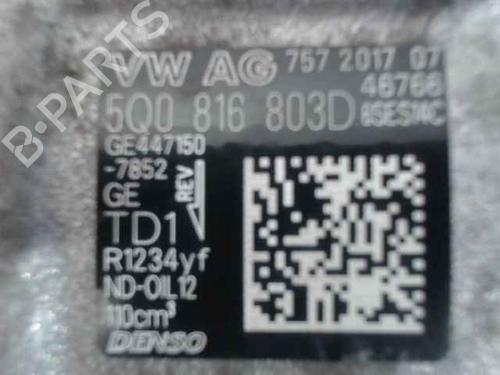 VW AG 757 2017 07
46768
5Q0 816 803D 6SES14C
GE447150
-7852
GE
REV
TD1
R1234yf
ND-OIL12
110cm³
DENSO
B-PARTS